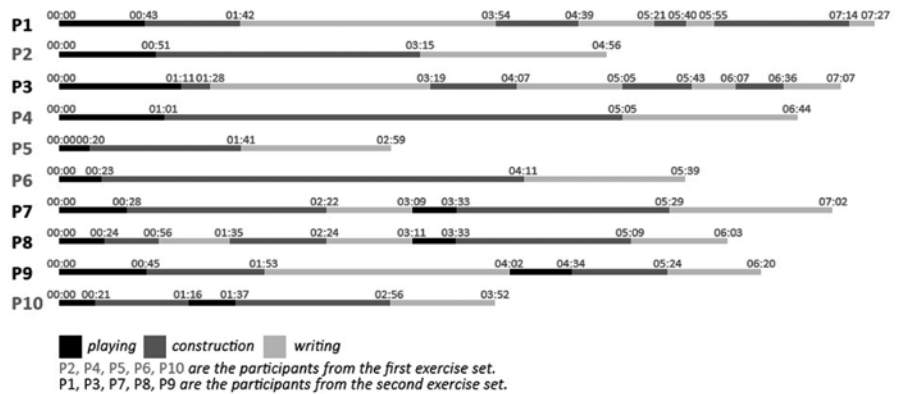 P1 00:00 00:43 01:42 03:54 04:39 05:21 05:40 05:55 07:14 07:27
P2 00:00 00:51 03:15 04:56
P3 00:00 01:11 01:28 03:19 04:07 05:05 05:43 06:07 06:36 07:07
P4 00:00 01:01 05:05 06:44
P5 00:00 00:20 01:41 02:59
P6 00:00 00:23 04:11 05:39
P7 00:00 00:28 02:22 03:09 03:33 05:29 07:02
P8 00:00 00:24 00:56 01:35 02:24 03:11 03:33 05:09 06:03
P9 00:00 00:45 01:53 04:02 04:34 05:24 06:20
P10 00:00 00:21 01:16 01:37 02:56 03:52
playing construction writing
P2, P4, P5, P6, P10 are the participants from the first exercise set.
P1, P3, P7, P8, P9 are the participants from the second exercise set.